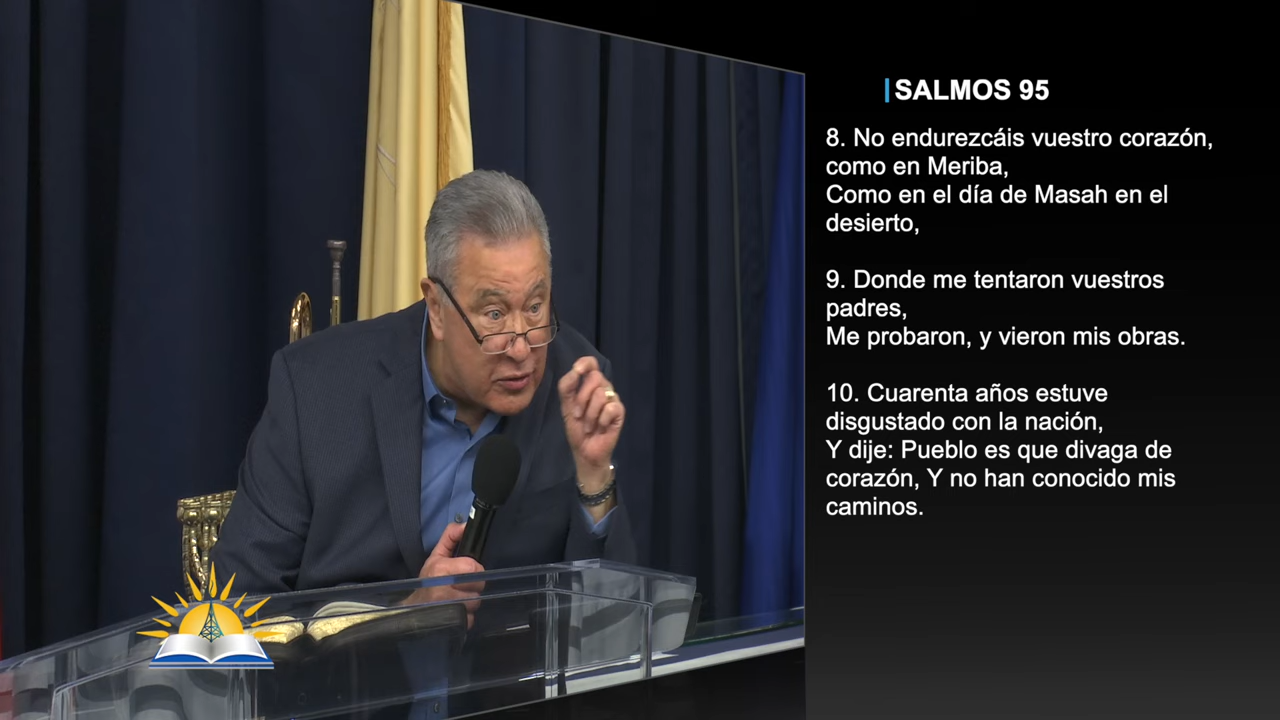 SALMOS 95
8. No endurezcáis vuestro corazón,
como en Meriba,
Como en el día de Masah en el
desierto,
9. Donde me tentaron vuestros
padres,
Me probaron, y vieron mis obras.
10. Cuarenta años estuve
disgustado con la nación,
Y dije: Pueblo es que divaga de
corazón, Y no han conocido mis
caminos.